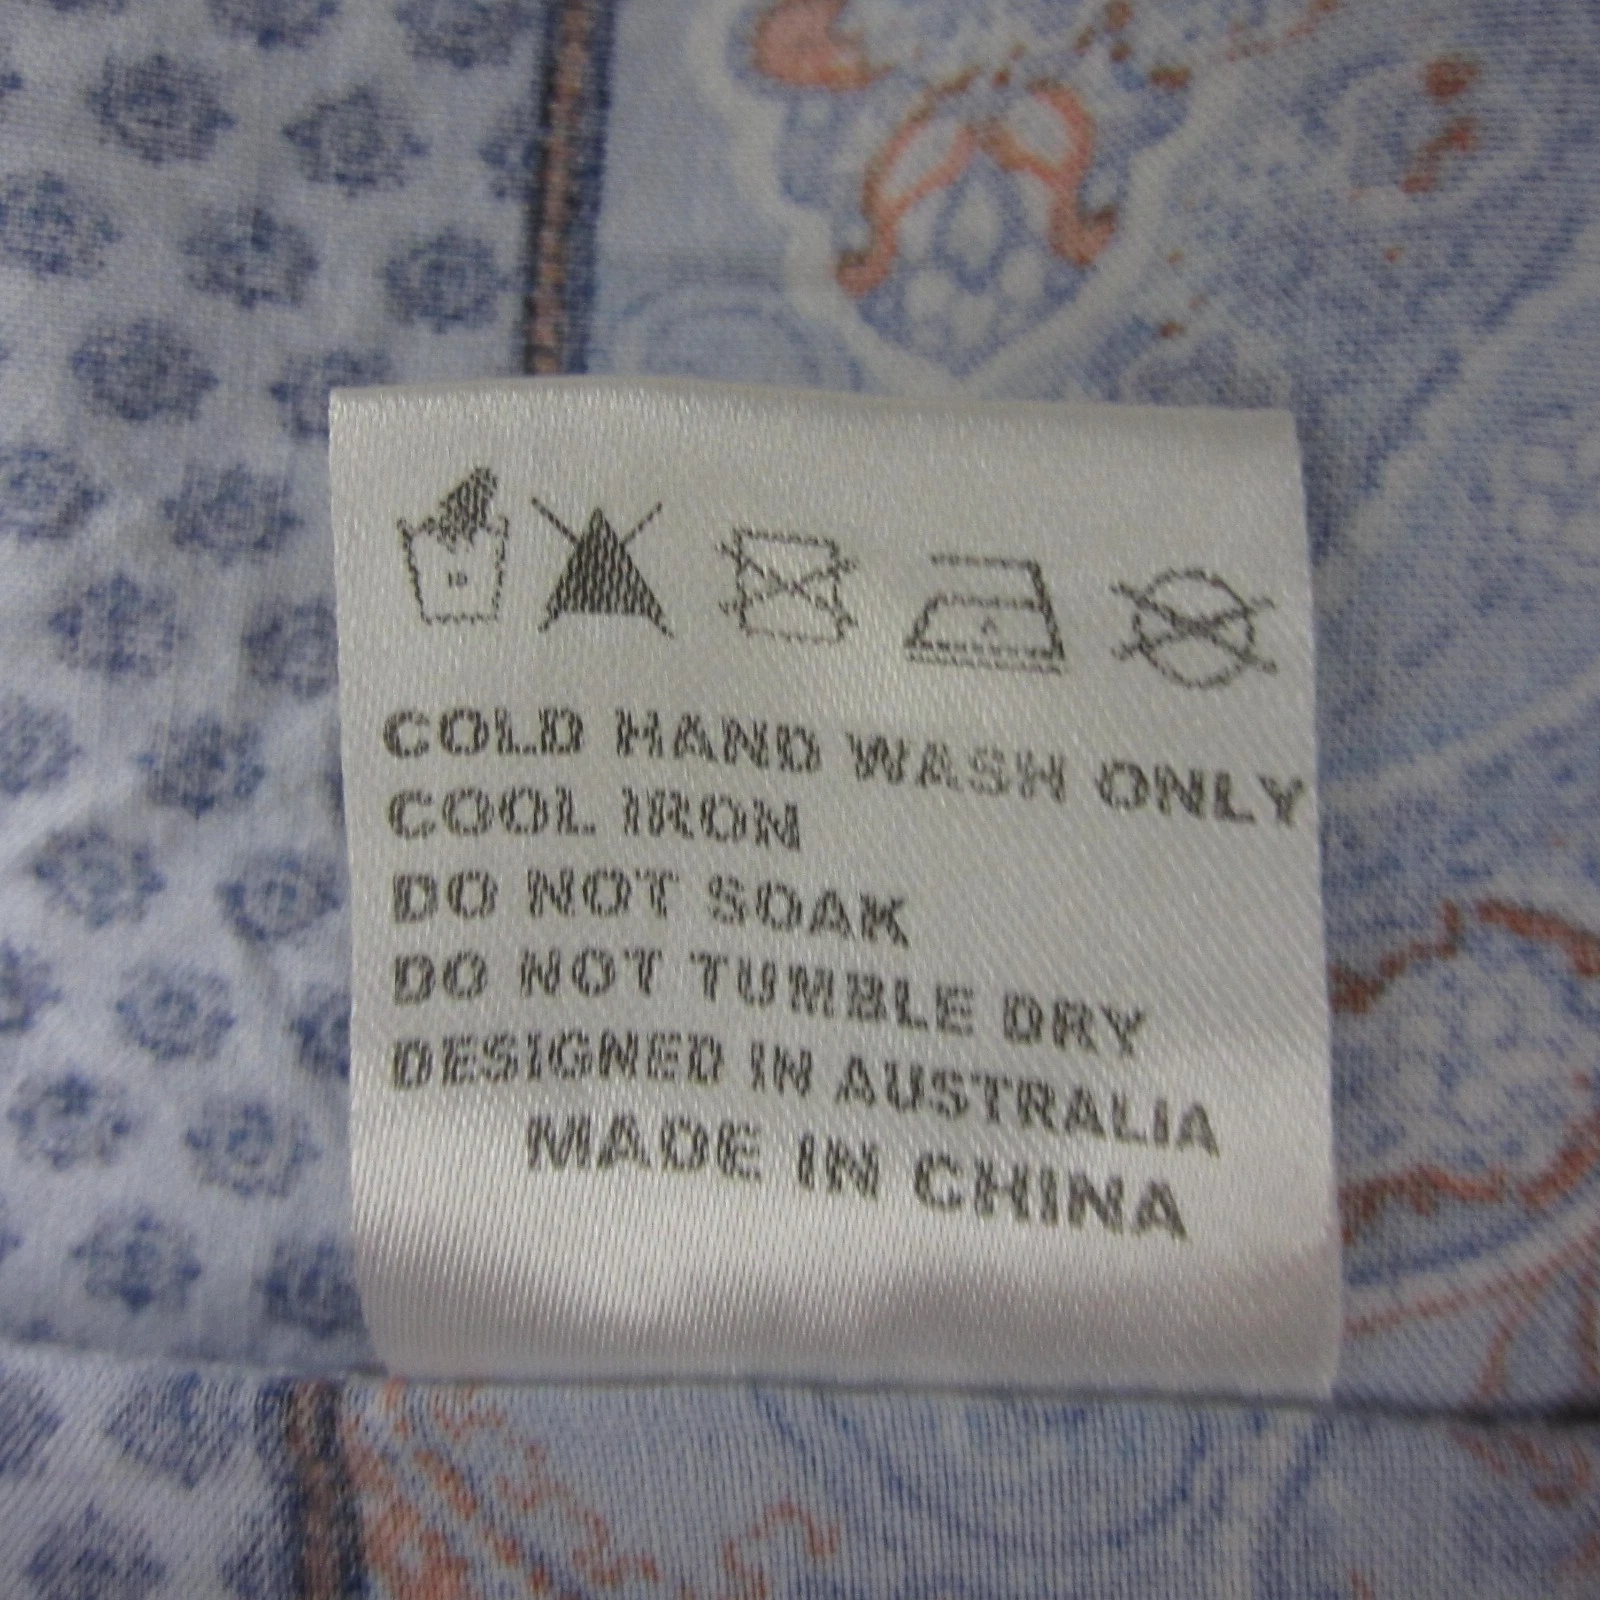 COLD HAND WASH ONLY
COOL IRON
DO NOT SOAK
DO NOT TUMBLE DRY
DESIGNED IN AUSTRALIA
MADE IN CHINA